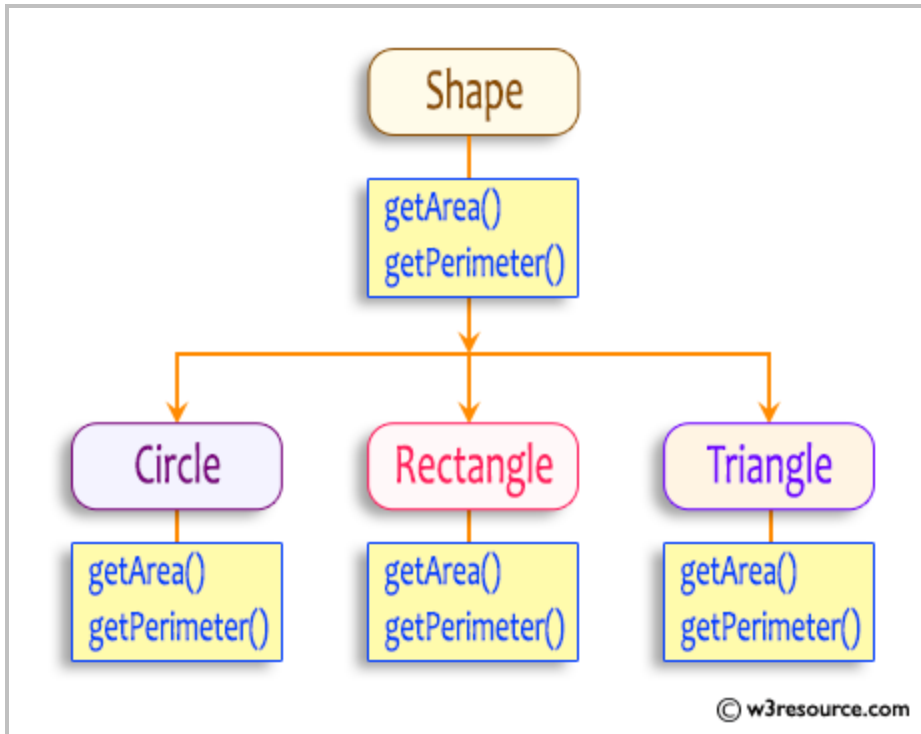 Shape
getArea()
getPerimeter()
Circle
Rectangle
Triangle
getArea()
getPerimeter()
getArea()
getPerimeter()
getArea()
getPerimeter()
© w3resource.com